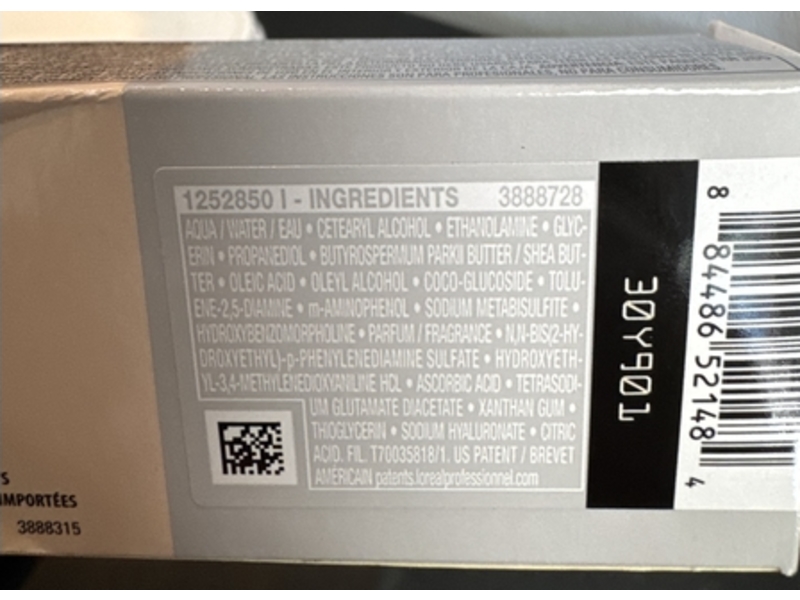 NO PARA CONSUMIDORES.
1252850 I - INGREDIENTS 3888728
AQUA / WATER / EAU • CETEARYL ALCOHOL • ETHANOLAMINE • GLYC-
ERIN • PROPANEDIOL • BUTYROSPERMUM PARKII BUTTER / SHEA BUT-
TER • OLEIC ACID • OLEYL ALCOHOL • COCO-GLUCOSIDE • TOLU-
ENE-2,5-DIAMINE • m-AMINOPHENOL • SODIUM METABISULFITE •
HYDROXYBENZOMORPHOLINE • PARFUM / FRAGRANCE • N,N-BIS(2-HY-
DROXYETHYL)-p-PHENYLENEDIAMINE SULFATE • HYDROXYETH-
YL-3,4-METHYLENEDIOXYANILINE HCL • ASCORBIC ACID • TETRASODI-
UM GLUTAMATE DIACETATE • XANTHAN GUM •
THIOGLYCERIN • SODIUM HYALURONATE • CITRIC
ACID. FIL T70035818/1. US PATENT / BREVET
AMERICAIN patents.lorealprofessionnel.com
30Y901
8 84486 52148 4
S
IMPORTÉES
3888315